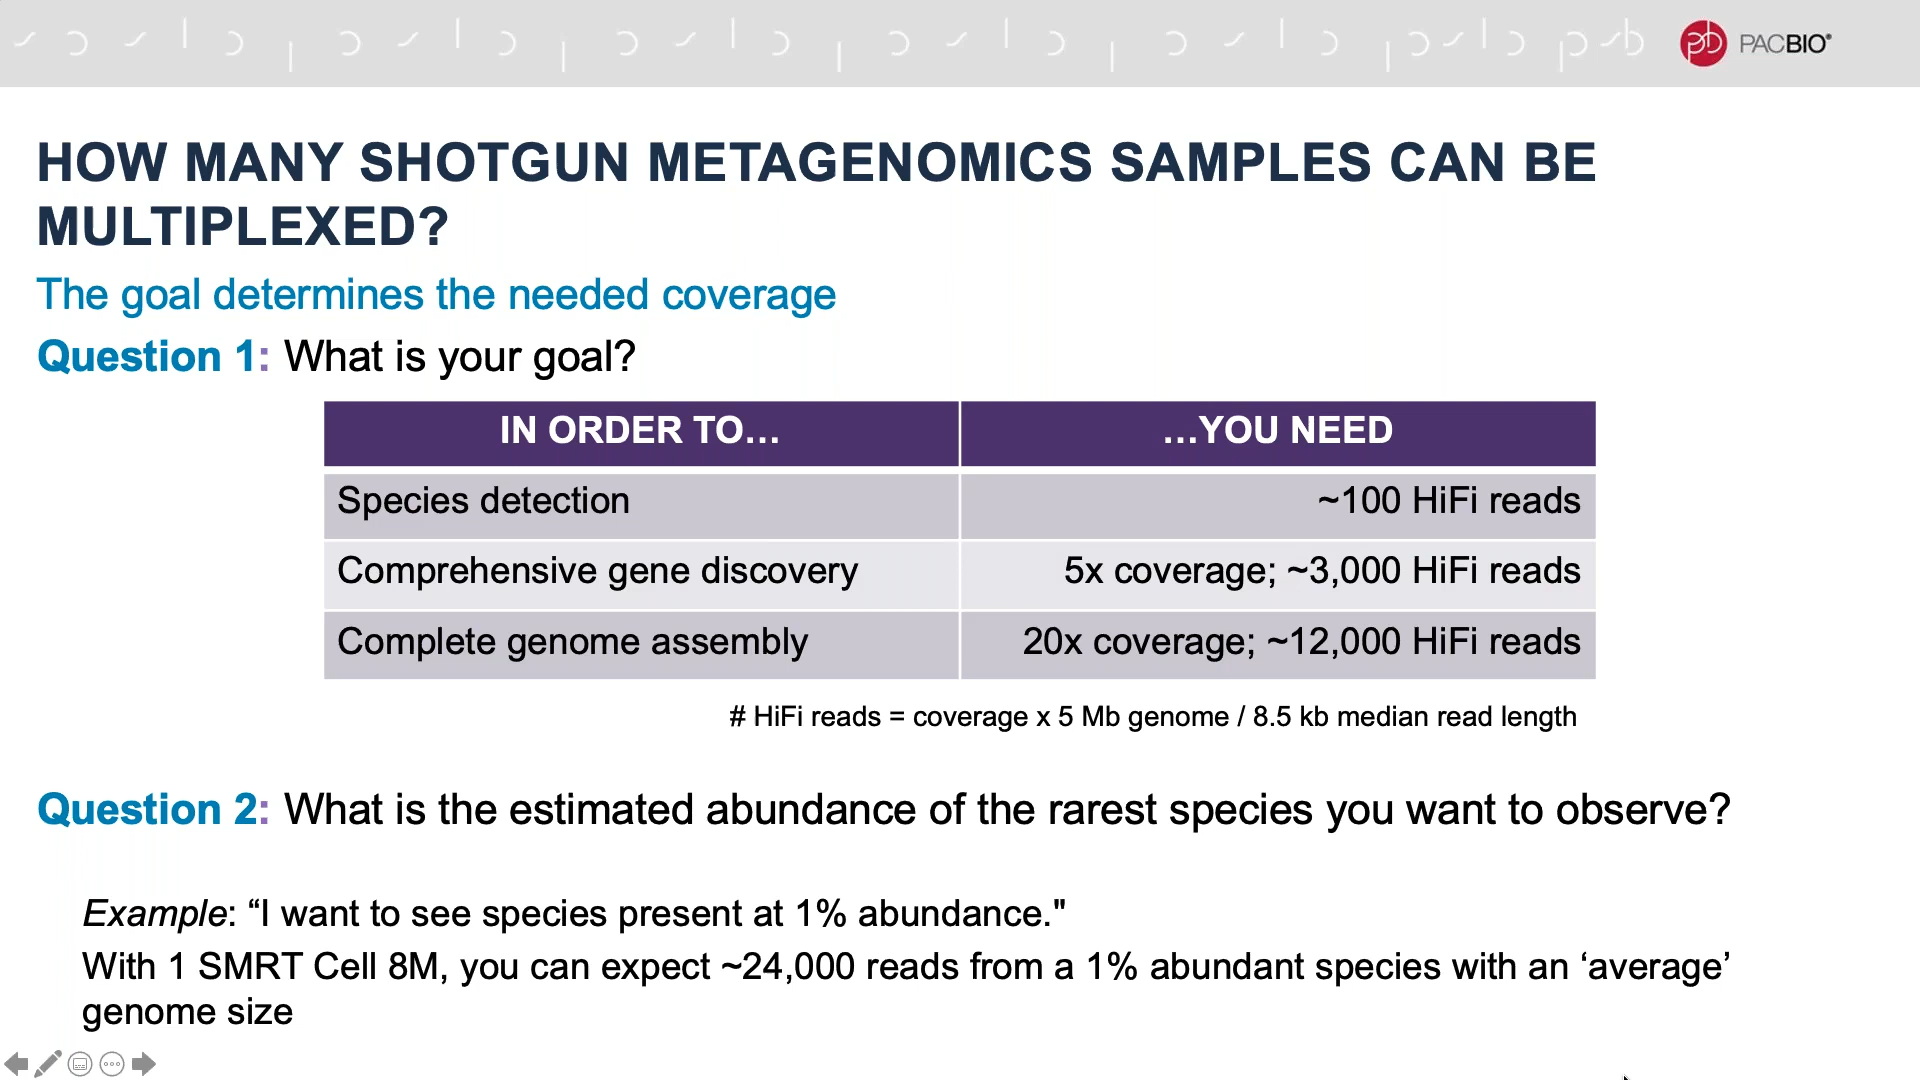 PACBIO®
HOW MANY SHOTGUN METAGENOMICS SAMPLES CAN BE
MULTIPLEXED?
The goal determines the needed coverage
Question 1: What is your goal?
IN ORDER TO… …YOU NEED
Species detection ~100 HiFi reads
Comprehensive gene discovery 5x coverage; ~3,000 HiFi reads
Complete genome assembly 20x coverage; ~12,000 HiFi reads
# HiFi reads = coverage x 5 Mb genome / 8.5 kb median read length
Question 2: What is the estimated abundance of the rarest species you want to observe?
Example: “I want to see species present at 1% abundance."
With 1 SMRT Cell 8M, you can expect ~24,000 reads from a 1% abundant species with an ‘average’
genome size